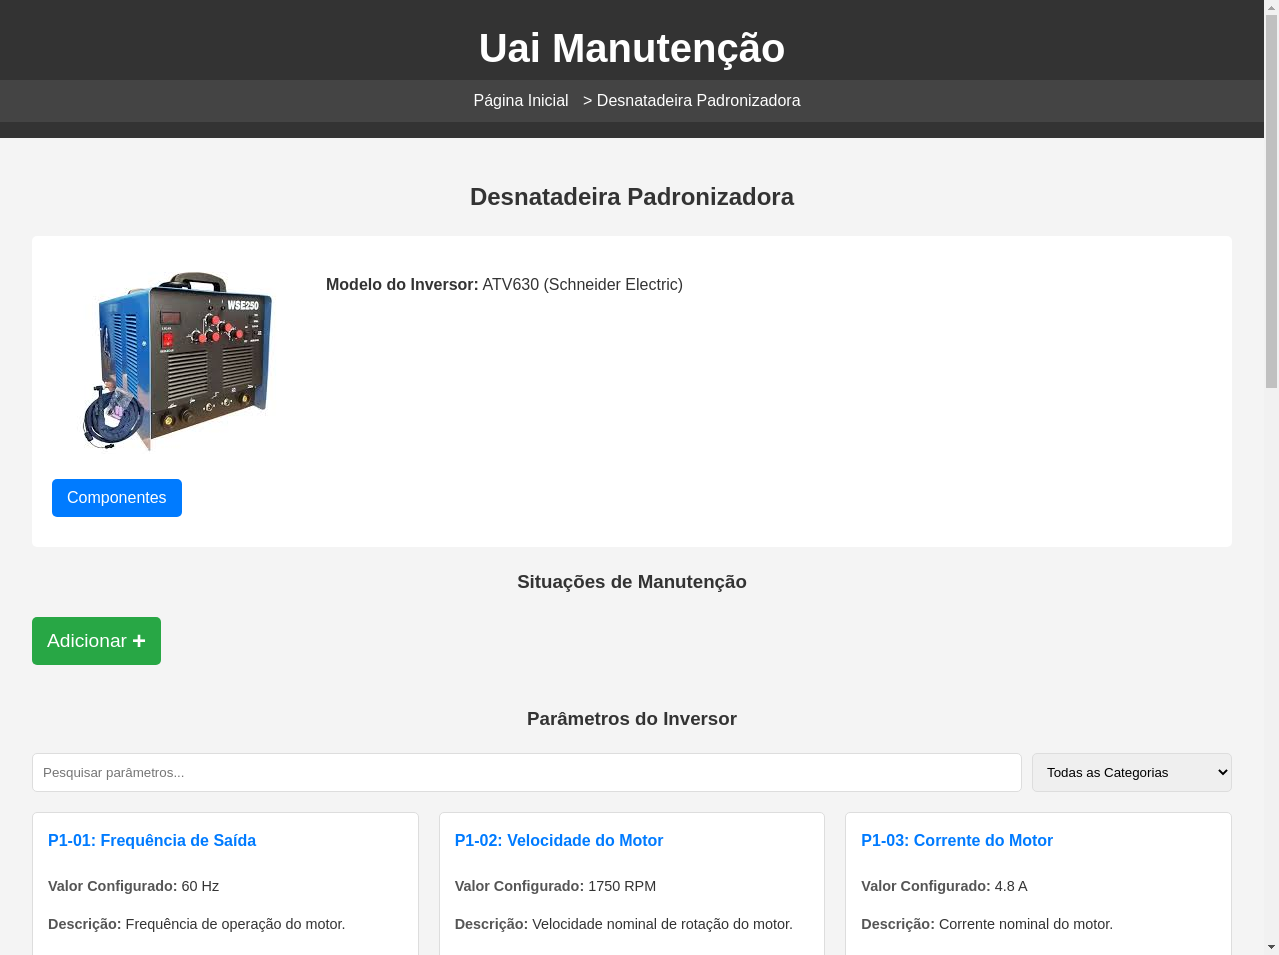 Uai Manutenção
Página Inicial > Desnatadeira Padronizadora
Desnatadeira Padronizadora
WSE250
Modelo do Inversor: ATV630 (Schneider Electric)
Componentes
Situações de Manutenção
Adicionar +
Parâmetros do Inversor
Pesquisar parâmetros...
Todas as Categorias
P1-01: Frequência de Saída
Valor Configurado: 60 Hz
Descrição: Frequência de operação do motor.
P1-02: Velocidade do Motor
Valor Configurado: 1750 RPM
Descrição: Velocidade nominal de rotação do motor.
P1-03: Corrente do Motor
Valor Configurado: 4.8 A
Descrição: Corrente nominal do motor.